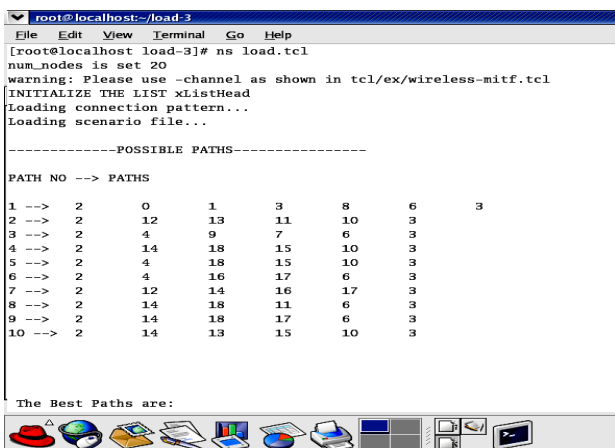 root@localhost:~/load-3
File Edit View Terminal Go Help
[root@localhost load-3]# ns load.tcl
num_nodes is set 20
warning: Please use -channel as shown in tcl/ex/wireless-mitf.tcl
INITIALIZE THE LIST xListHead
Loading connection pattern...
Loading scenario file...
-------------POSSIBLE PATHS----------------
PATH NO --> PATHS
1 --> 2 0 1 3 8 6 3
2 --> 2 12 13 11 10 3
3 --> 2 4 9 7 6 3
4 --> 2 14 18 15 10 3
5 --> 2 4 18 15 10 3
6 --> 2 4 16 17 6 3
7 --> 2 12 14 16 17 3
8 --> 2 14 18 11 6 3
9 --> 2 14 18 17 6 3
10 --> 2 14 13 15 10 3
The Best Paths are: